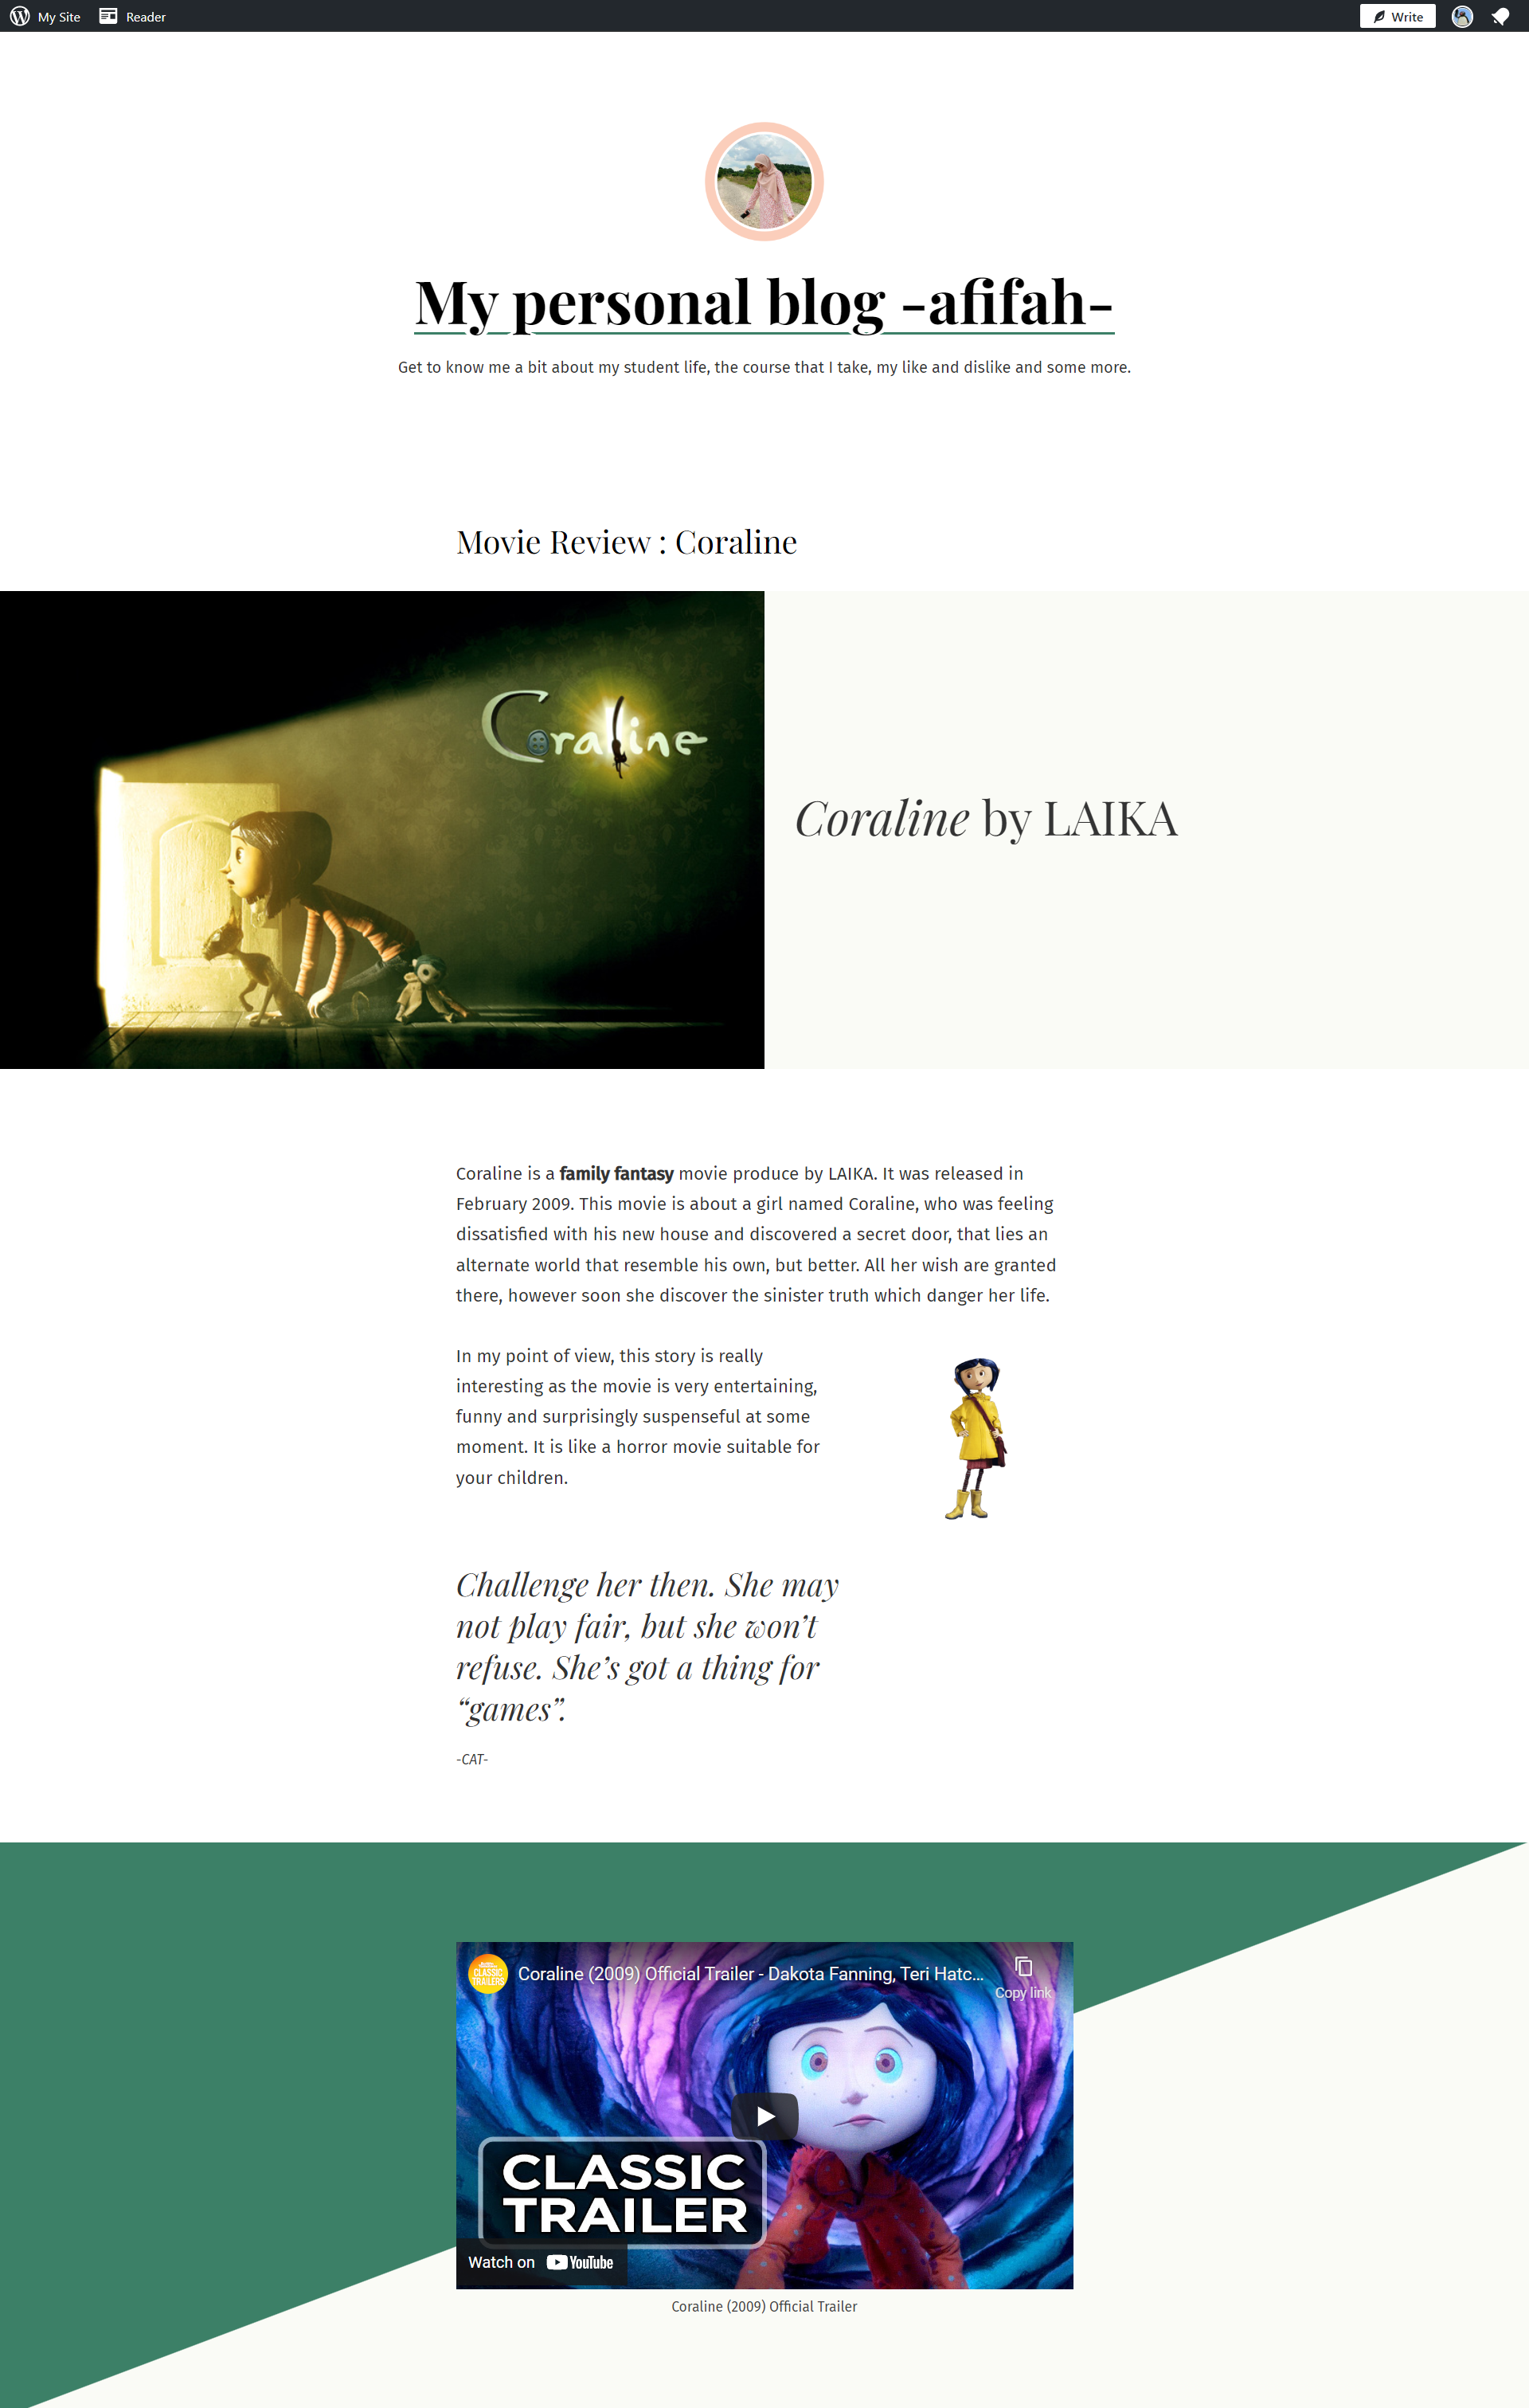 My Site Reader Write
My personal blog -afifah-
Get to know me a bit about my student life, the course that I take, my like and dislike and some more.
Movie Review : Coraline
Coraline
Coraline by LAIKA
Coraline is a family fantasy movie produce by LAIKA. It was released in
February 2009. This movie is about a girl named Coraline, who was feeling
dissatisfied with his new house and discovered a secret door, that lies an
alternate world that resemble his own, but better. All her wish are granted
there, however soon she discover the sinister truth which danger her life.
In my point of view, this story is really
interesting as the movie is very entertaining,
funny and surprisingly suspenseful at some
moment. It is like a horror movie suitable for
your children.
Challenge her then. She may
not play fair, but she won’t
refuse. She’s got a thing for
“games”.
-CAT-
CLASSIC
TRAILERS
Coraline (2009) Official Trailer - Dakota Fanning, Teri Hatc...
Copy link
CLASSIC
TRAILER
Watch on YouTube
Coraline (2009) Official Trailer